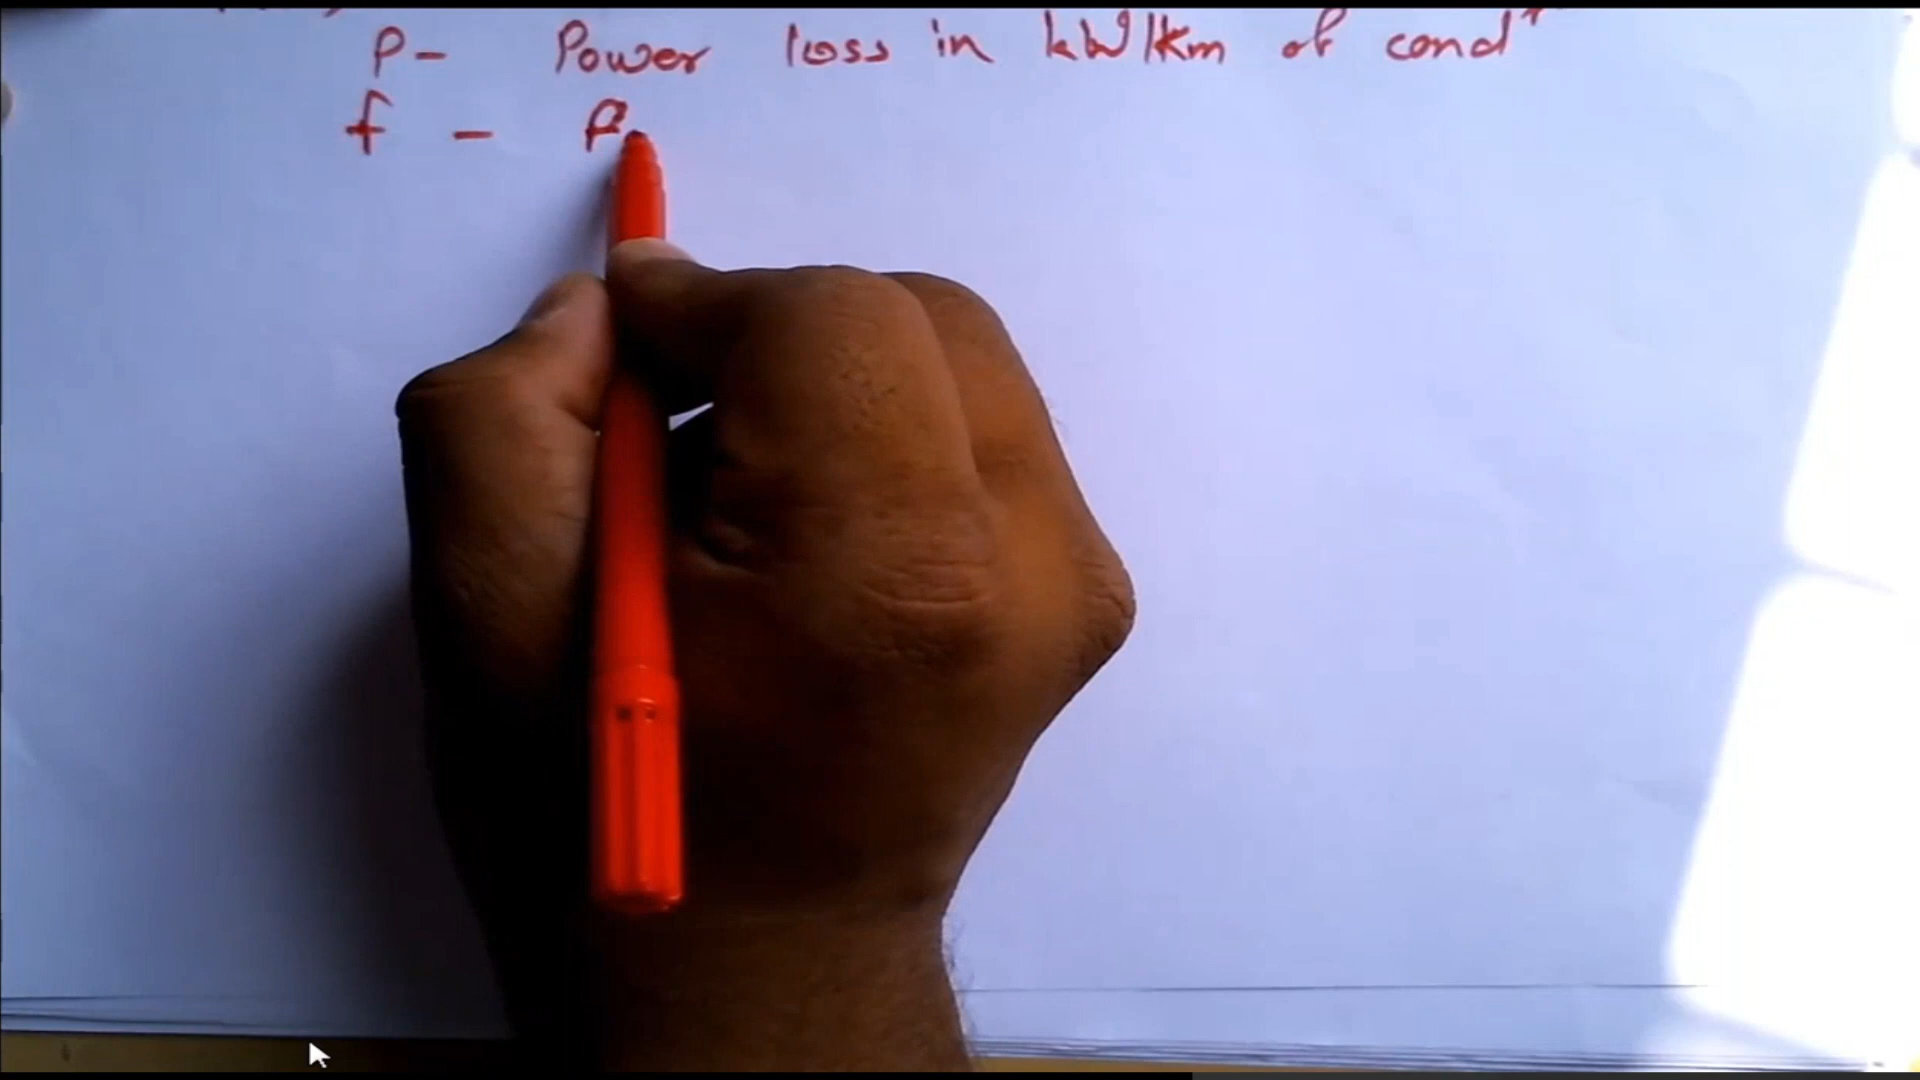 P - Power loss in kW/km of cond^r
f -